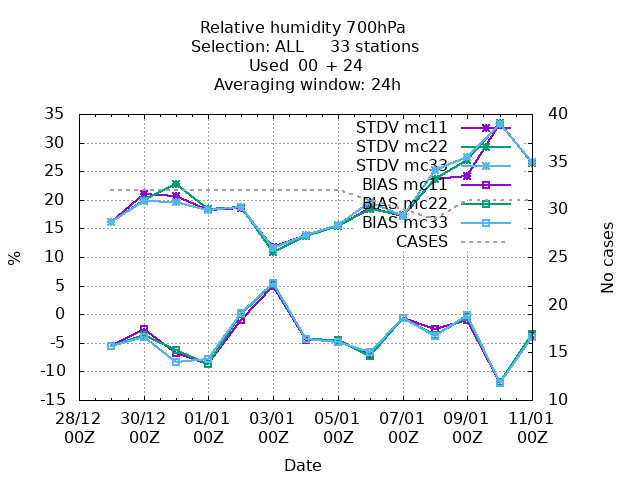 Relative humidity 700hPa
Selection: ALL 33 stations
Used 00 + 24
Averaging window: 24h
35
30
25
20
15
10
5
0
-5
-10
-15
%
40
35
30
25
20
15
10
No cases
STDV mc11
STDV mc22
STDV mc33
BIAS mc11
BIAS mc22
BIAS mc33
CASES
28/12 30/12 01/01 03/01 05/01 07/01 09/01 11/01
00Z 00Z 00Z 00Z 00Z 00Z 00Z 00Z
Date